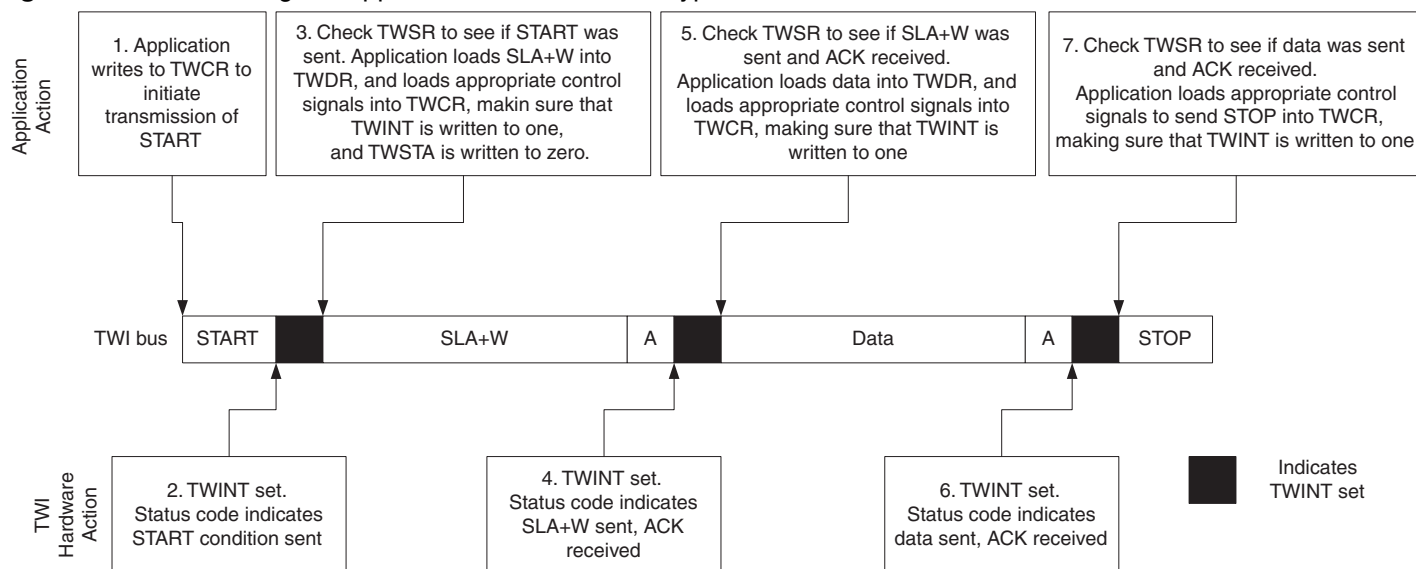 Application
Action
1. Application
writes to TWCR to
initiate
transmission of
START
3. Check TWSR to see if START was
sent. Application loads SLA+W into
TWDR, and loads appropriate control
signals into TWCR, makin sure that
TWINT is written to one,
and TWSTA is written to zero.
5. Check TWSR to see if SLA+W was
sent and ACK received.
Application loads data into TWDR, and
loads appropriate control signals into
TWCR, making sure that TWINT is
written to one
7. Check TWSR to see if data was sent
and ACK received.
Application loads appropriate control
signals to send STOP into TWCR,
making sure that TWINT is written to one
TWI bus
START
SLA+W
A
Data
A
STOP
TWI
Hardware
Action
2. TWINT set.
Status code indicates
START condition sent
4. TWINT set.
Status code indicates
SLA+W sent, ACK
received
6. TWINT set.
Status code indicates
data sent, ACK received
Indicates
TWINT set